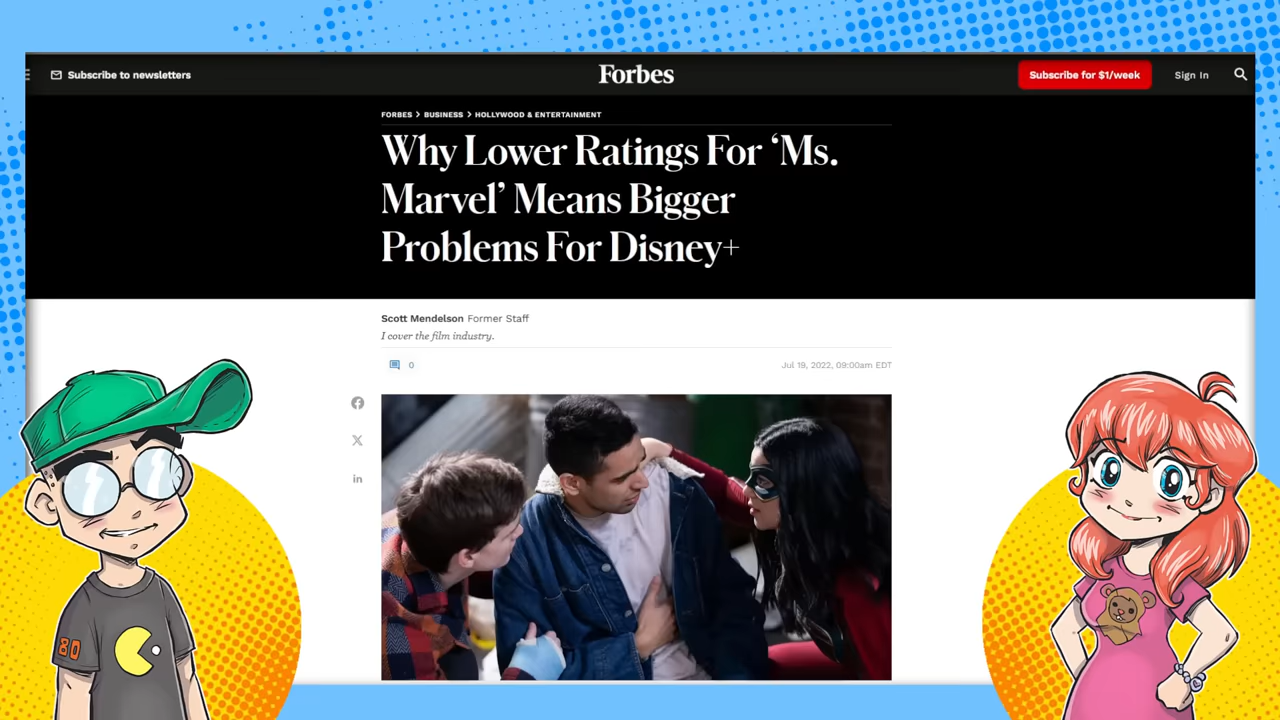 Subscribe to newsletters
Forbes
Subscribe for $1/week
Sign In
FORBES > BUSINESS > HOLLYWOOD & ENTERTAINMENT
Why Lower Ratings For ‘Ms.
Marvel’ Means Bigger
Problems For Disney+
Scott Mendelson Former Staff
I cover the film industry.
0
Jul 19, 2022, 09:00am EDT
80